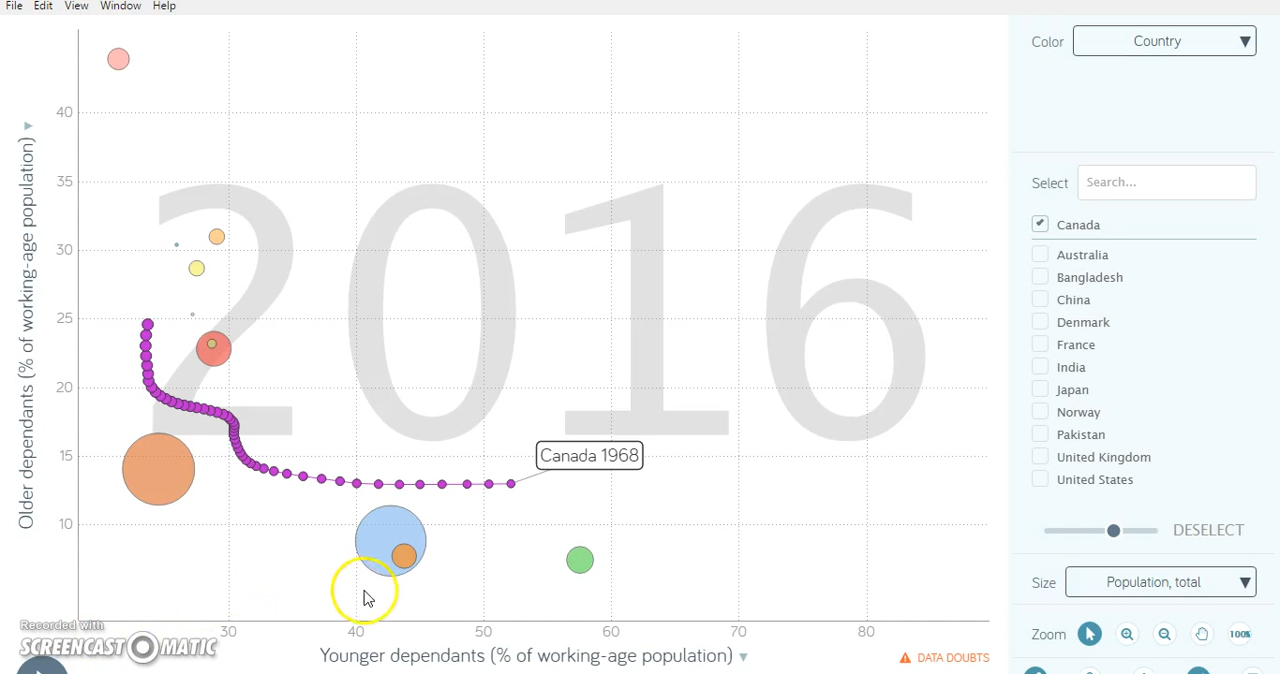 File Edit View Window Help
2016
Older dependants (% of working-age population) ▸
40
35
30
25
20
15
10
Canada 1968
30 40 50 60 70 80
Younger dependants (% of working-age population) ▾
DATA DOUBTS
Recorded with
SCREENCAST-O-MATIC
Color Country ▼
Select Search...
Canada
Australia
Bangladesh
China
Denmark
France
India
Japan
Norway
Pakistan
United Kingdom
United States
DESELECT
Size Population, total ▼
Zoom 100%